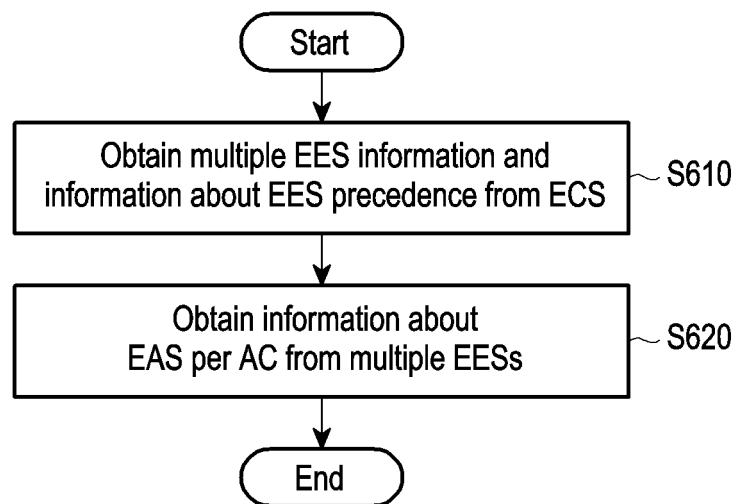 Start
Obtain multiple EES information and
information about EES precedence from ECS
S610
Obtain information about
EAS per AC from multiple EESs
S620
End